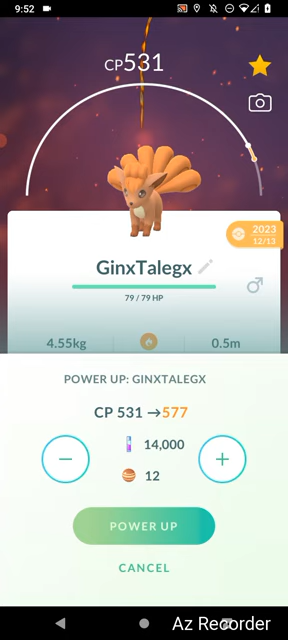 9:52
CP531
2023
12/13
GinxTalegx
79 / 79 HP
4.55kg
0.5m
POWER UP: GINXTALEGX
CP 531 →577
14,000
12
POWER UP
CANCEL
Az Recorder